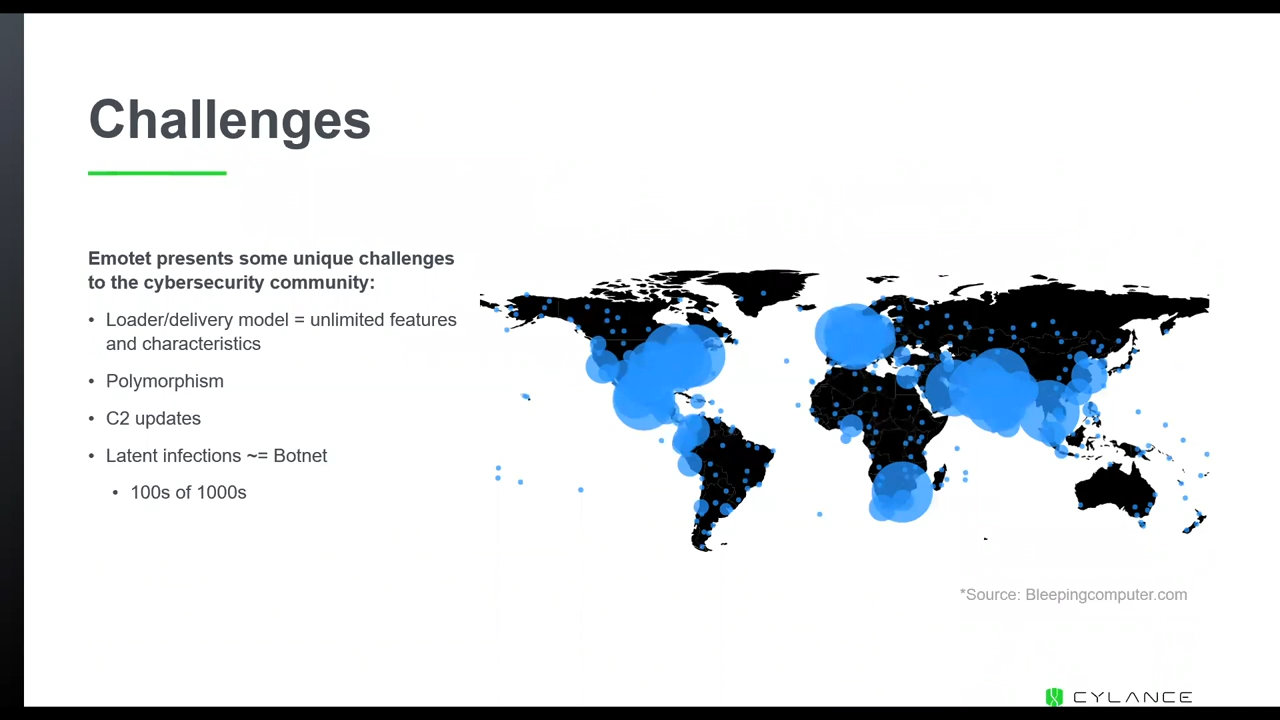 Challenges
Emotet presents some unique challenges
to the cybersecurity community:
• Loader/delivery model = unlimited features
and characteristics
• Polymorphism
• C2 updates
• Latent infections ~= Botnet
• 100s of 1000s
*Source: Bleepingcomputer.com
CYLANCE